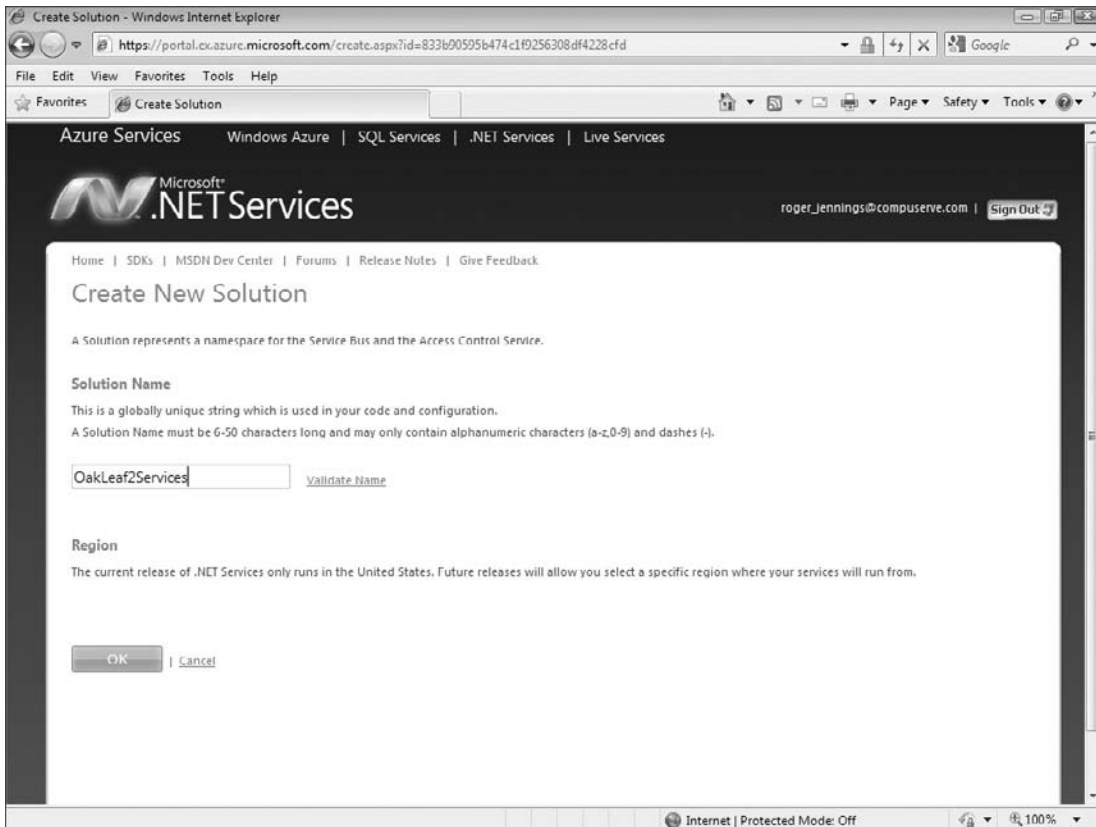 Create Solution - Windows Internet Explorer
https://portal.ex.azure.microsoft.com/create.aspx?id=833b90595b474c1f9256308df4228cfd
Google
File Edit View Favorites Tools Help
Favorites Create Solution Page Safety Tools
Azure Services Windows Azure | SQL Services | .NET Services | Live Services
Microsoft®
.NET Services
roger_jennings@compuserve.com | Sign Out
Home | SDKs | MSDN Dev Center | Forums | Release Notes | Give Feedback
Create New Solution
A Solution represents a namespace for the Service Bus and the Access Control Service.
Solution Name
This is a globally unique string which is used in your code and configuration.
A Solution Name must be 6-50 characters long and may only contain alphanumeric characters (a-z,0-9) and dashes (-).
OakLeaf2Services Validate Name
Region
The current release of .NET Services only runs in the United States. Future releases will allow you select a specific region where your services will run from.
OK | Cancel
Internet | Protected Mode: Off 100%